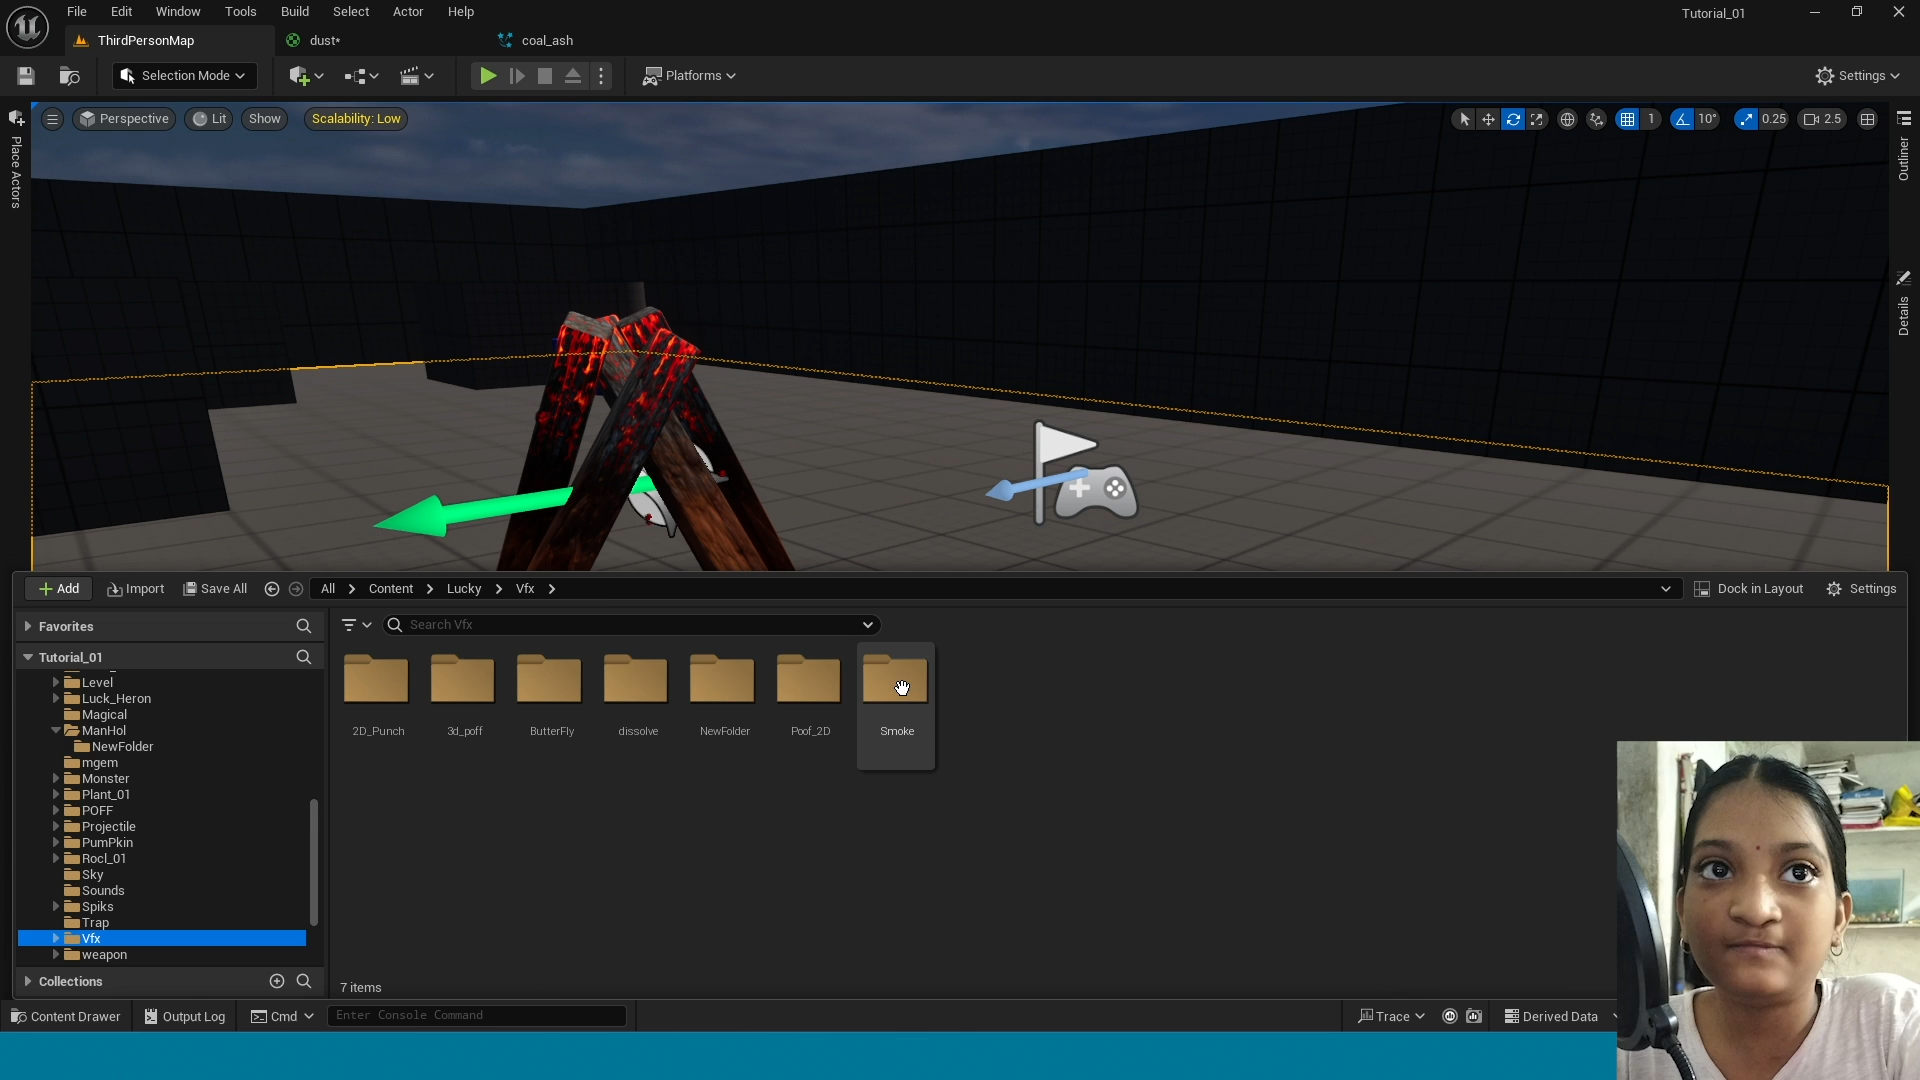 File Edit Window Tools Build Select Actor Help
Tutorial_01
ThirdPersonMap
dust*
coal_ash
Selection Mode
Platforms
Settings
Perspective
Lit
Show
Scalability: Low
1
10°
0.25
2.5
Place Actors
Outliner
Details
Add
Import
Save All
All
Content
Lucky
Vfx
Dock in Layout
Settings
Favorites
Search Vfx
Tutorial_01
Level
Luck_Heron
Magical
ManHol
NewFolder
mgem
Monster
Plant_01
POFF
Projectile
PumPkin
Rocl_01
Sky
Sounds
Spiks
Trap
Vfx
weapon
2D_Punch
3d_poff
ButterFly
dissolve
NewFolder
Poof_2D
Smoke
Collections
7 items
Content Drawer
Output Log
Cmd
Enter Console Command
Trace
Derived Data